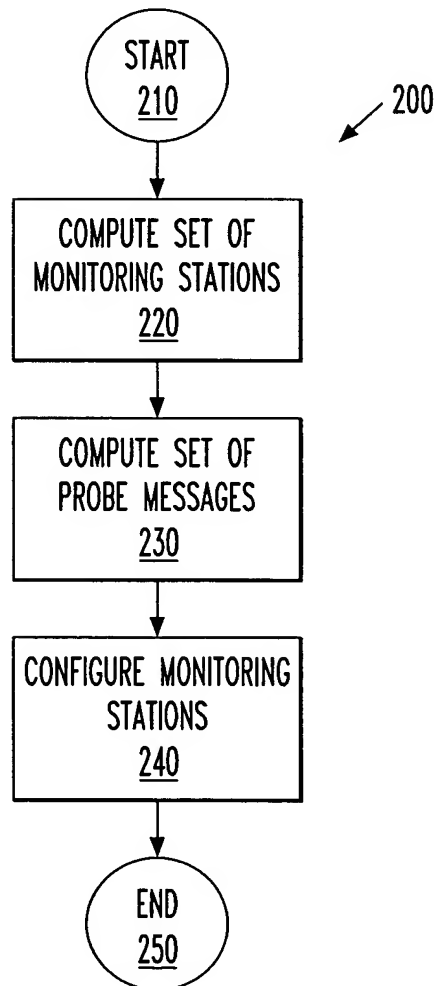 START
210
200
COMPUTE SET OF
MONITORING STATIONS
220
COMPUTE SET OF
PROBE MESSAGES
230
CONFIGURE MONITORING
STATIONS
240
END
250